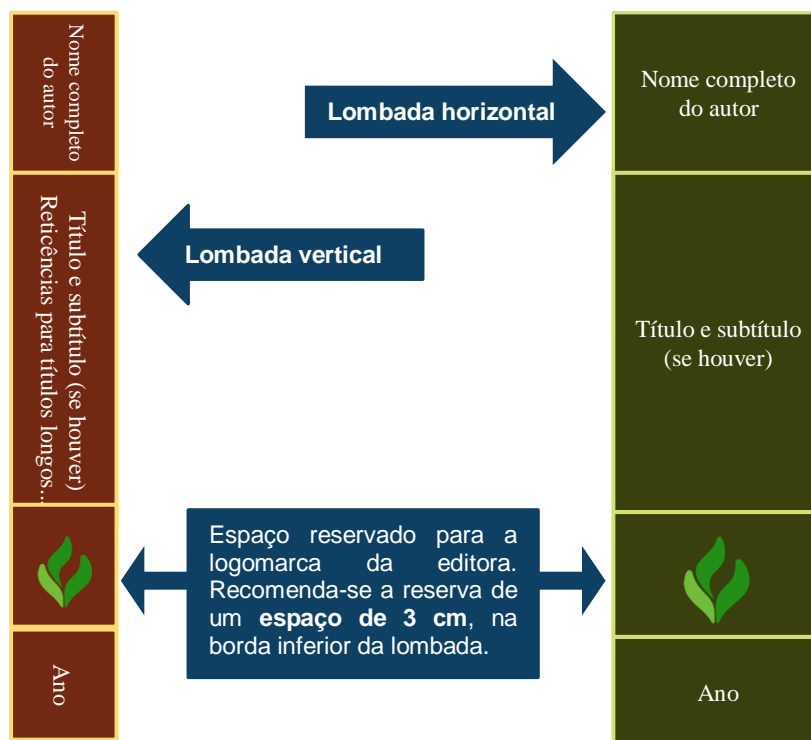 Nome completo
do autor
Título e subtítulo (se houver)
Reticências para títulos longos...
Ano
Lombada horizontal
Lombada vertical
Espaço reservado para a
logomarca da editora.
Recomenda-se a reserva de
um espaço de 3 cm, na
borda inferior da lombada.
Nome completo
do autor
Título e subtítulo
(se houver)
Ano